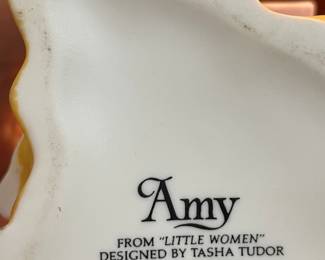 Amy
FROM "LITTLE WOMEN"
DESIGNED BY TASHA TUDOR